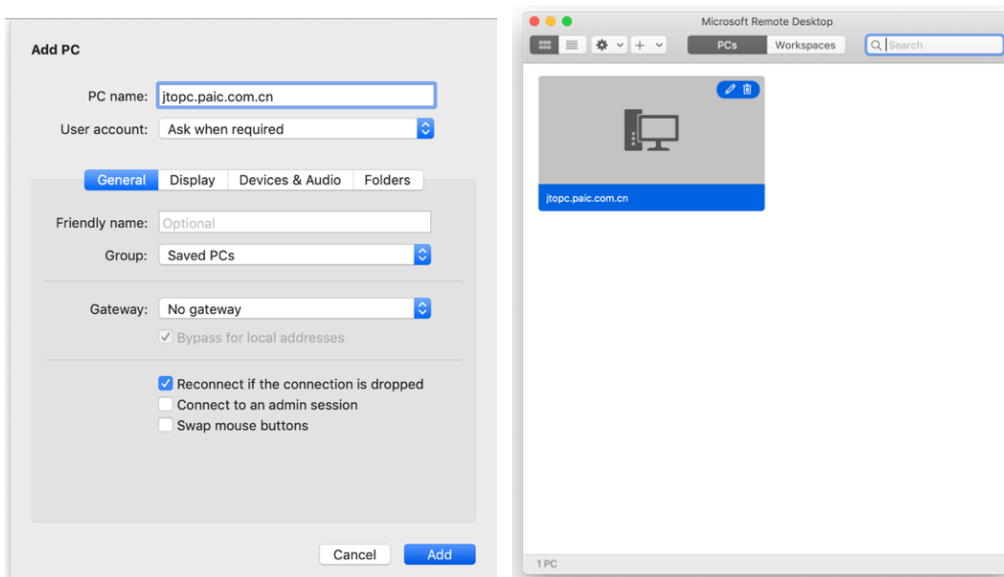 Add PC
PC name: jtopc.paic.com.cn
User account: Ask when required
General Display Devices & Audio Folders
Friendly name: Optional
Group: Saved PCs
Gateway: No gateway
Bypass for local addresses
Reconnect if the connection is dropped
Connect to an admin session
Swap mouse buttons
Cancel Add
Microsoft Remote Desktop
PCs Workspaces Search
jtopc.paic.com.cn
1 PC